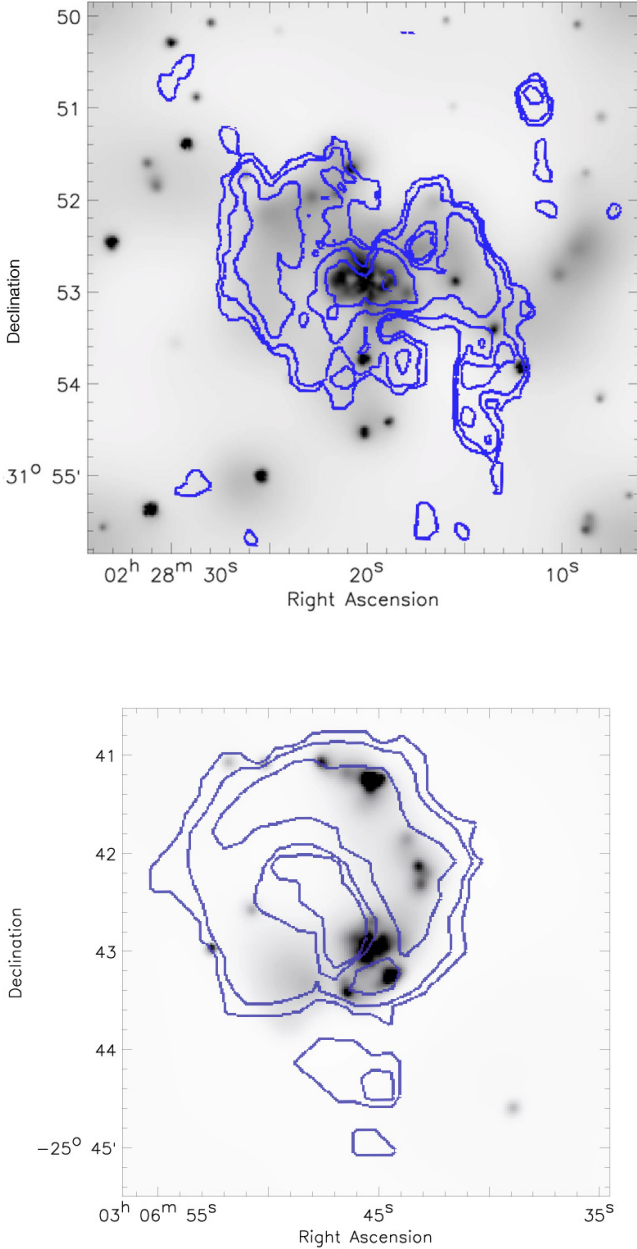 50
51
52
53
54
31° 55'
02ʰ 28ᵐ 30ˢ 20ˢ 10ˢ
Declination
Right Ascension
41
42
43
44
-25° 45'
03ʰ 06ᵐ 55ˢ 45ˢ 35ˢ
Declination
Right Ascension